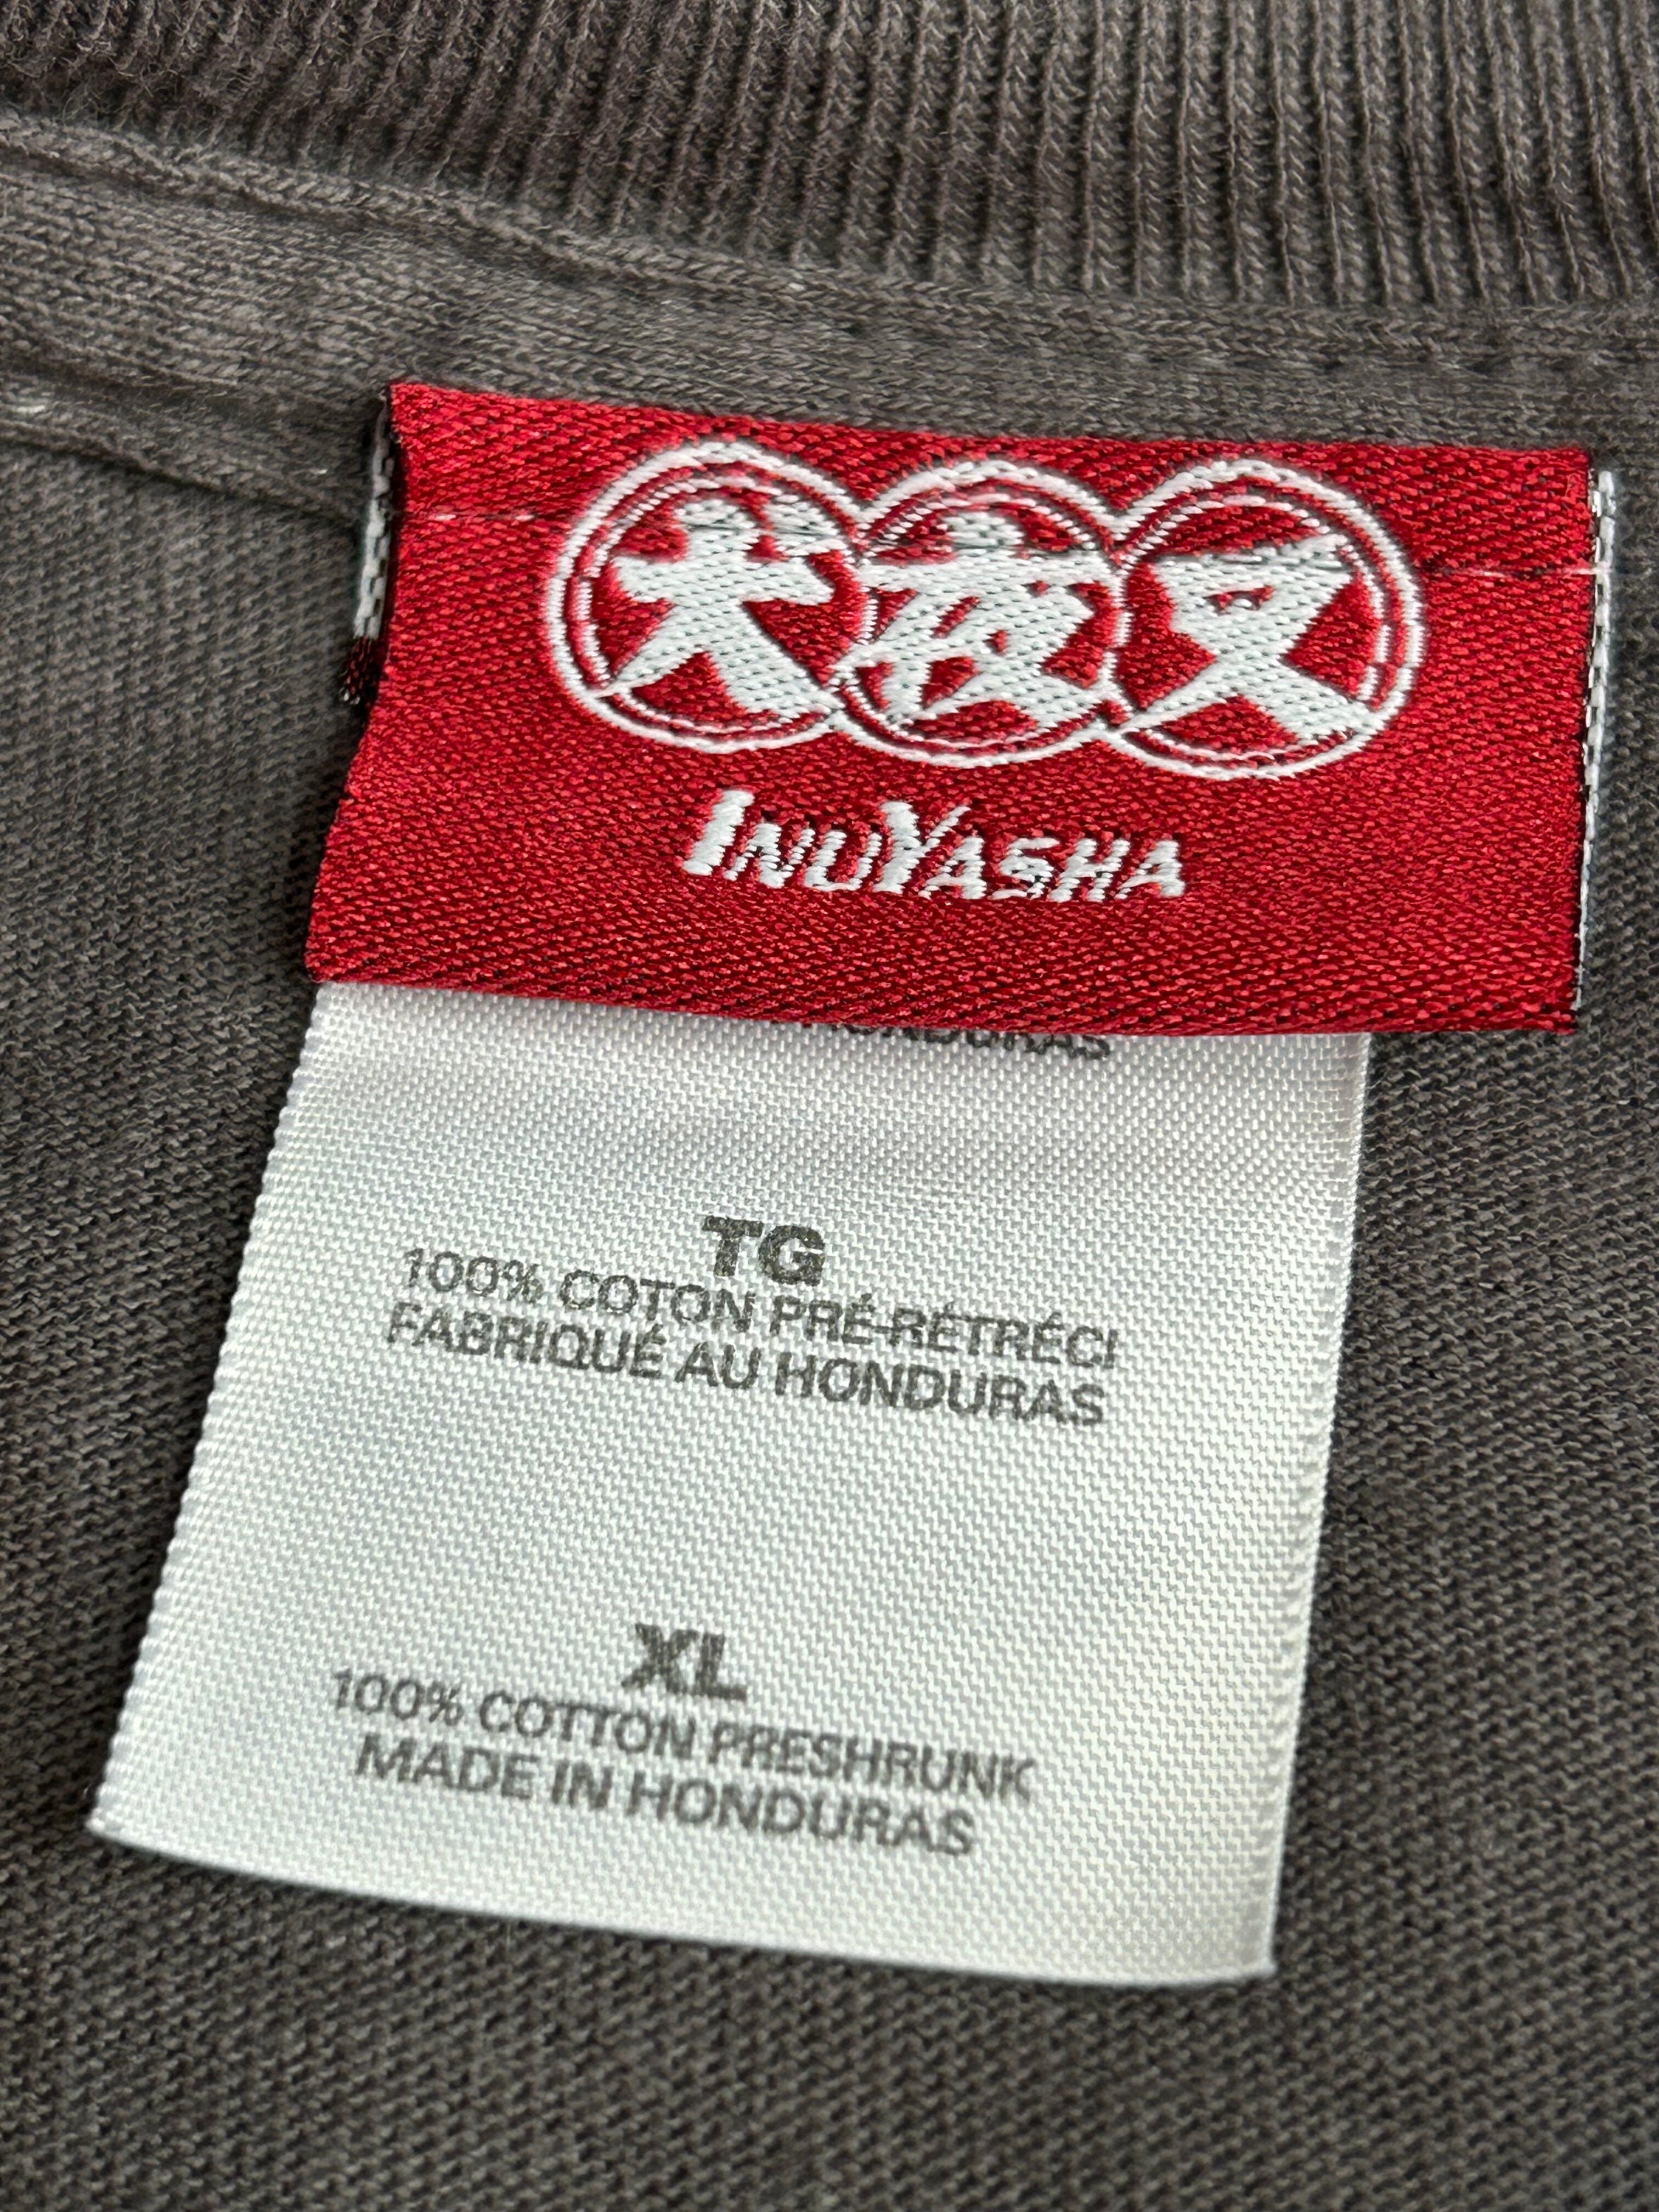 犬夜叉
INUYASHA
HONDURAS
TG
100% COTON PRÉ-RÉTRÉCI
FABRIQUÉ AU HONDURAS
XL
100% COTTON PRESHRUNK
MADE IN HONDURAS